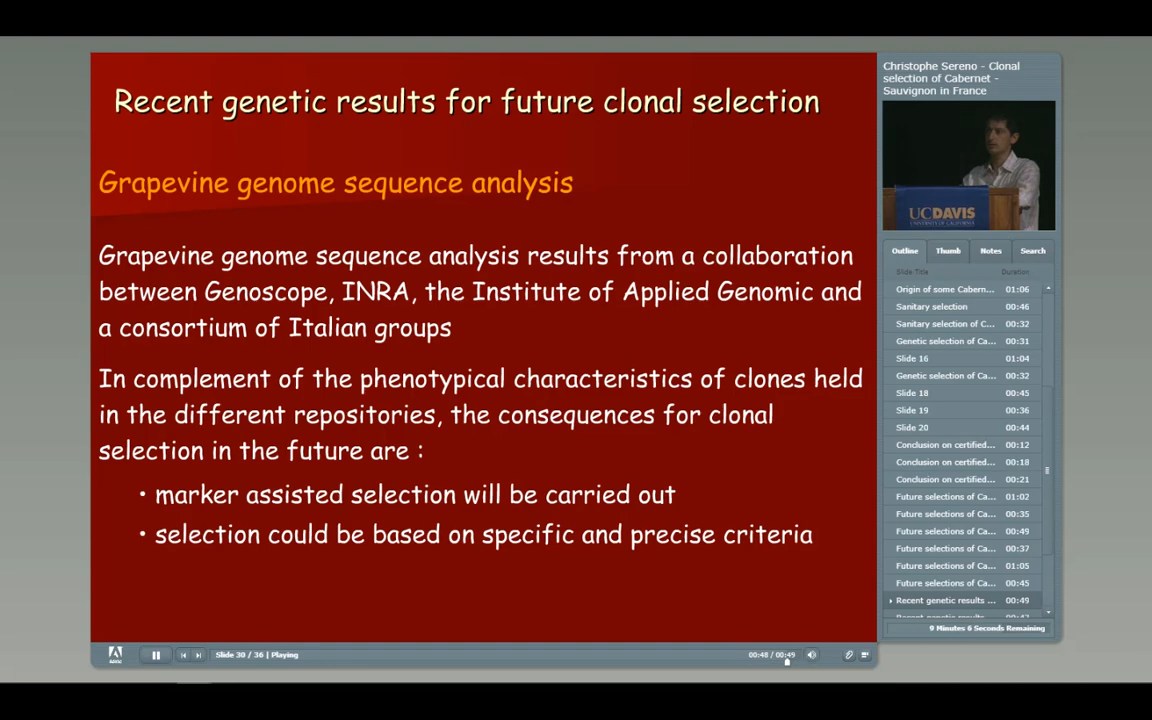 Recent genetic results for future clonal selection
Grapevine genome sequence analysis
Grapevine genome sequence analysis results from a collaboration
between Genoscope, INRA, the Institute of Applied Genomic and
a consortium of Italian groups
In complement of the phenotypical characteristics of clones held
in the different repositories, the consequences for clonal
selection in the future are :
• marker assisted selection will be carried out
• selection could be based on specific and precise criteria
Christophe Sereno - Clonal
selection of Cabernet -
Sauvignon in France
UCDAVIS
UNIVERSITY OF CALIFORNIA
Outline Thumb Notes Search
Slide Title Duration
Origin of some Cabern... 01:06
Sanitary selection 00:46
Sanitary selection of C... 00:32
Genetic selection of Ca... 00:31
Slide 16 01:04
Genetic selection of Ca... 00:32
Slide 18 00:45
Slide 19 00:36
Slide 20 00:44
Conclusion on certified... 00:12
Conclusion on certified... 00:18
Conclusion on certified... 00:21
Future selections of Ca... 01:02
Future selections of Ca... 00:35
Future selections of Ca... 00:49
Future selections of Ca... 00:37
Future selections of Ca... 01:05
Future selections of Ca... 00:45
Recent genetic results ... 00:49
9 Minutes 6 Seconds Remaining
Slide 30 / 36 | Playing
00:48 / 00:49